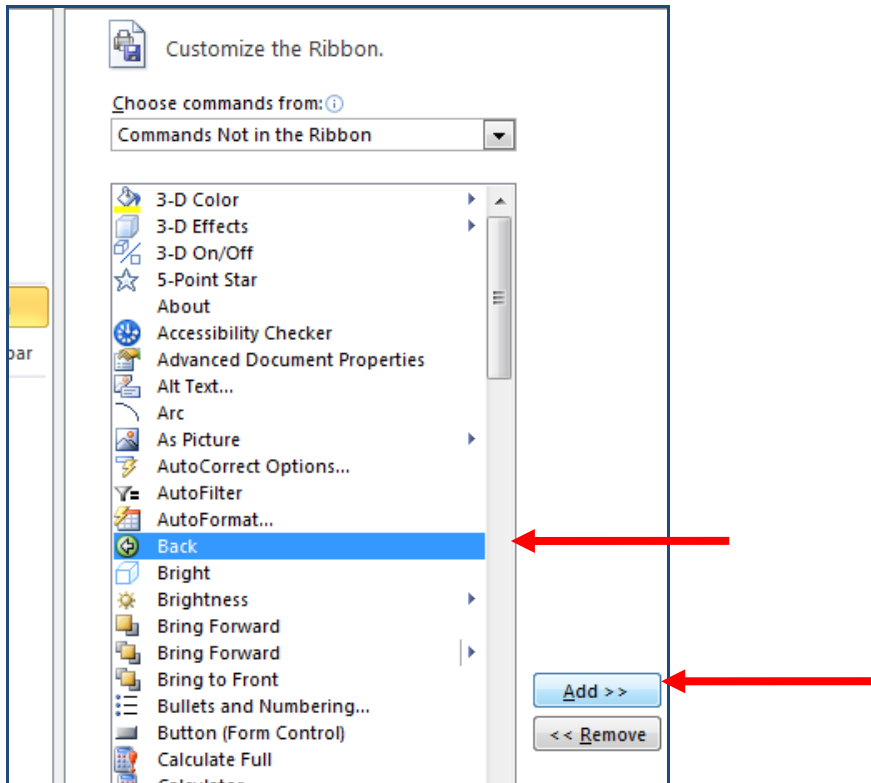 Customize the Ribbon.
Choose commands from:
Commands Not in the Ribbon
3-D Color
3-D Effects
3-D On/Off
5-Point Star
About
Accessibility Checker
bar
Advanced Document Properties
Alt Text...
Arc
As Picture
AutoCorrect Options...
AutoFilter
AutoFormat...
Back
Bright
Brightness
Bring Forward
Bring Forward
Bring to Front
Add >>
Bullets and Numbering...
Button (Form Control)
<< Remove
Calculate Full
Calculator